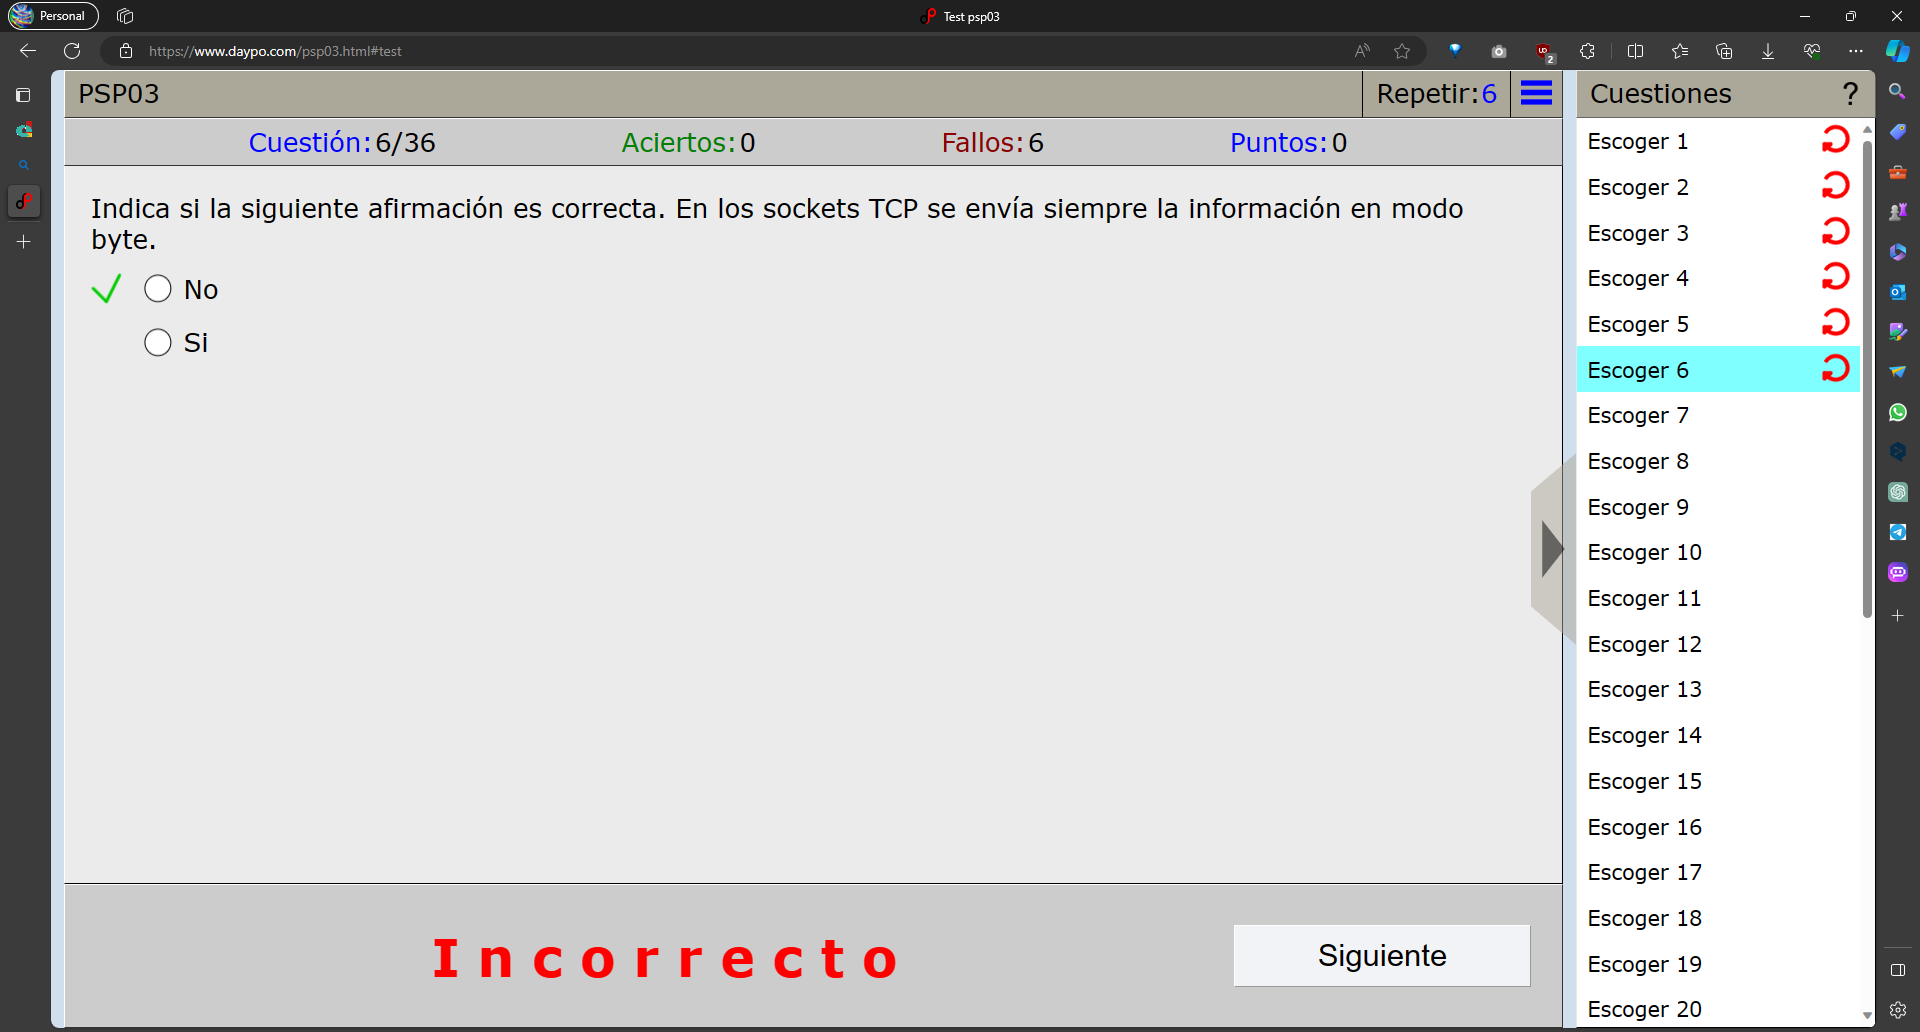 Personal
Test psp03
https://www.daypo.com/psp03.html#test
2
PSP03
Repetir:6
Cuestiones
?
Cuestión:6/36
Aciertos:0
Fallos:6
Puntos:0
Indica si la siguiente afirmación es correcta. En los sockets TCP se envía siempre la información en modo
byte.
No
Si
Incorrecto
Siguiente
Escoger 1
Escoger 2
Escoger 3
Escoger 4
Escoger 5
Escoger 6
Escoger 7
Escoger 8
Escoger 9
Escoger 10
Escoger 11
Escoger 12
Escoger 13
Escoger 14
Escoger 15
Escoger 16
Escoger 17
Escoger 18
Escoger 19
Escoger 20